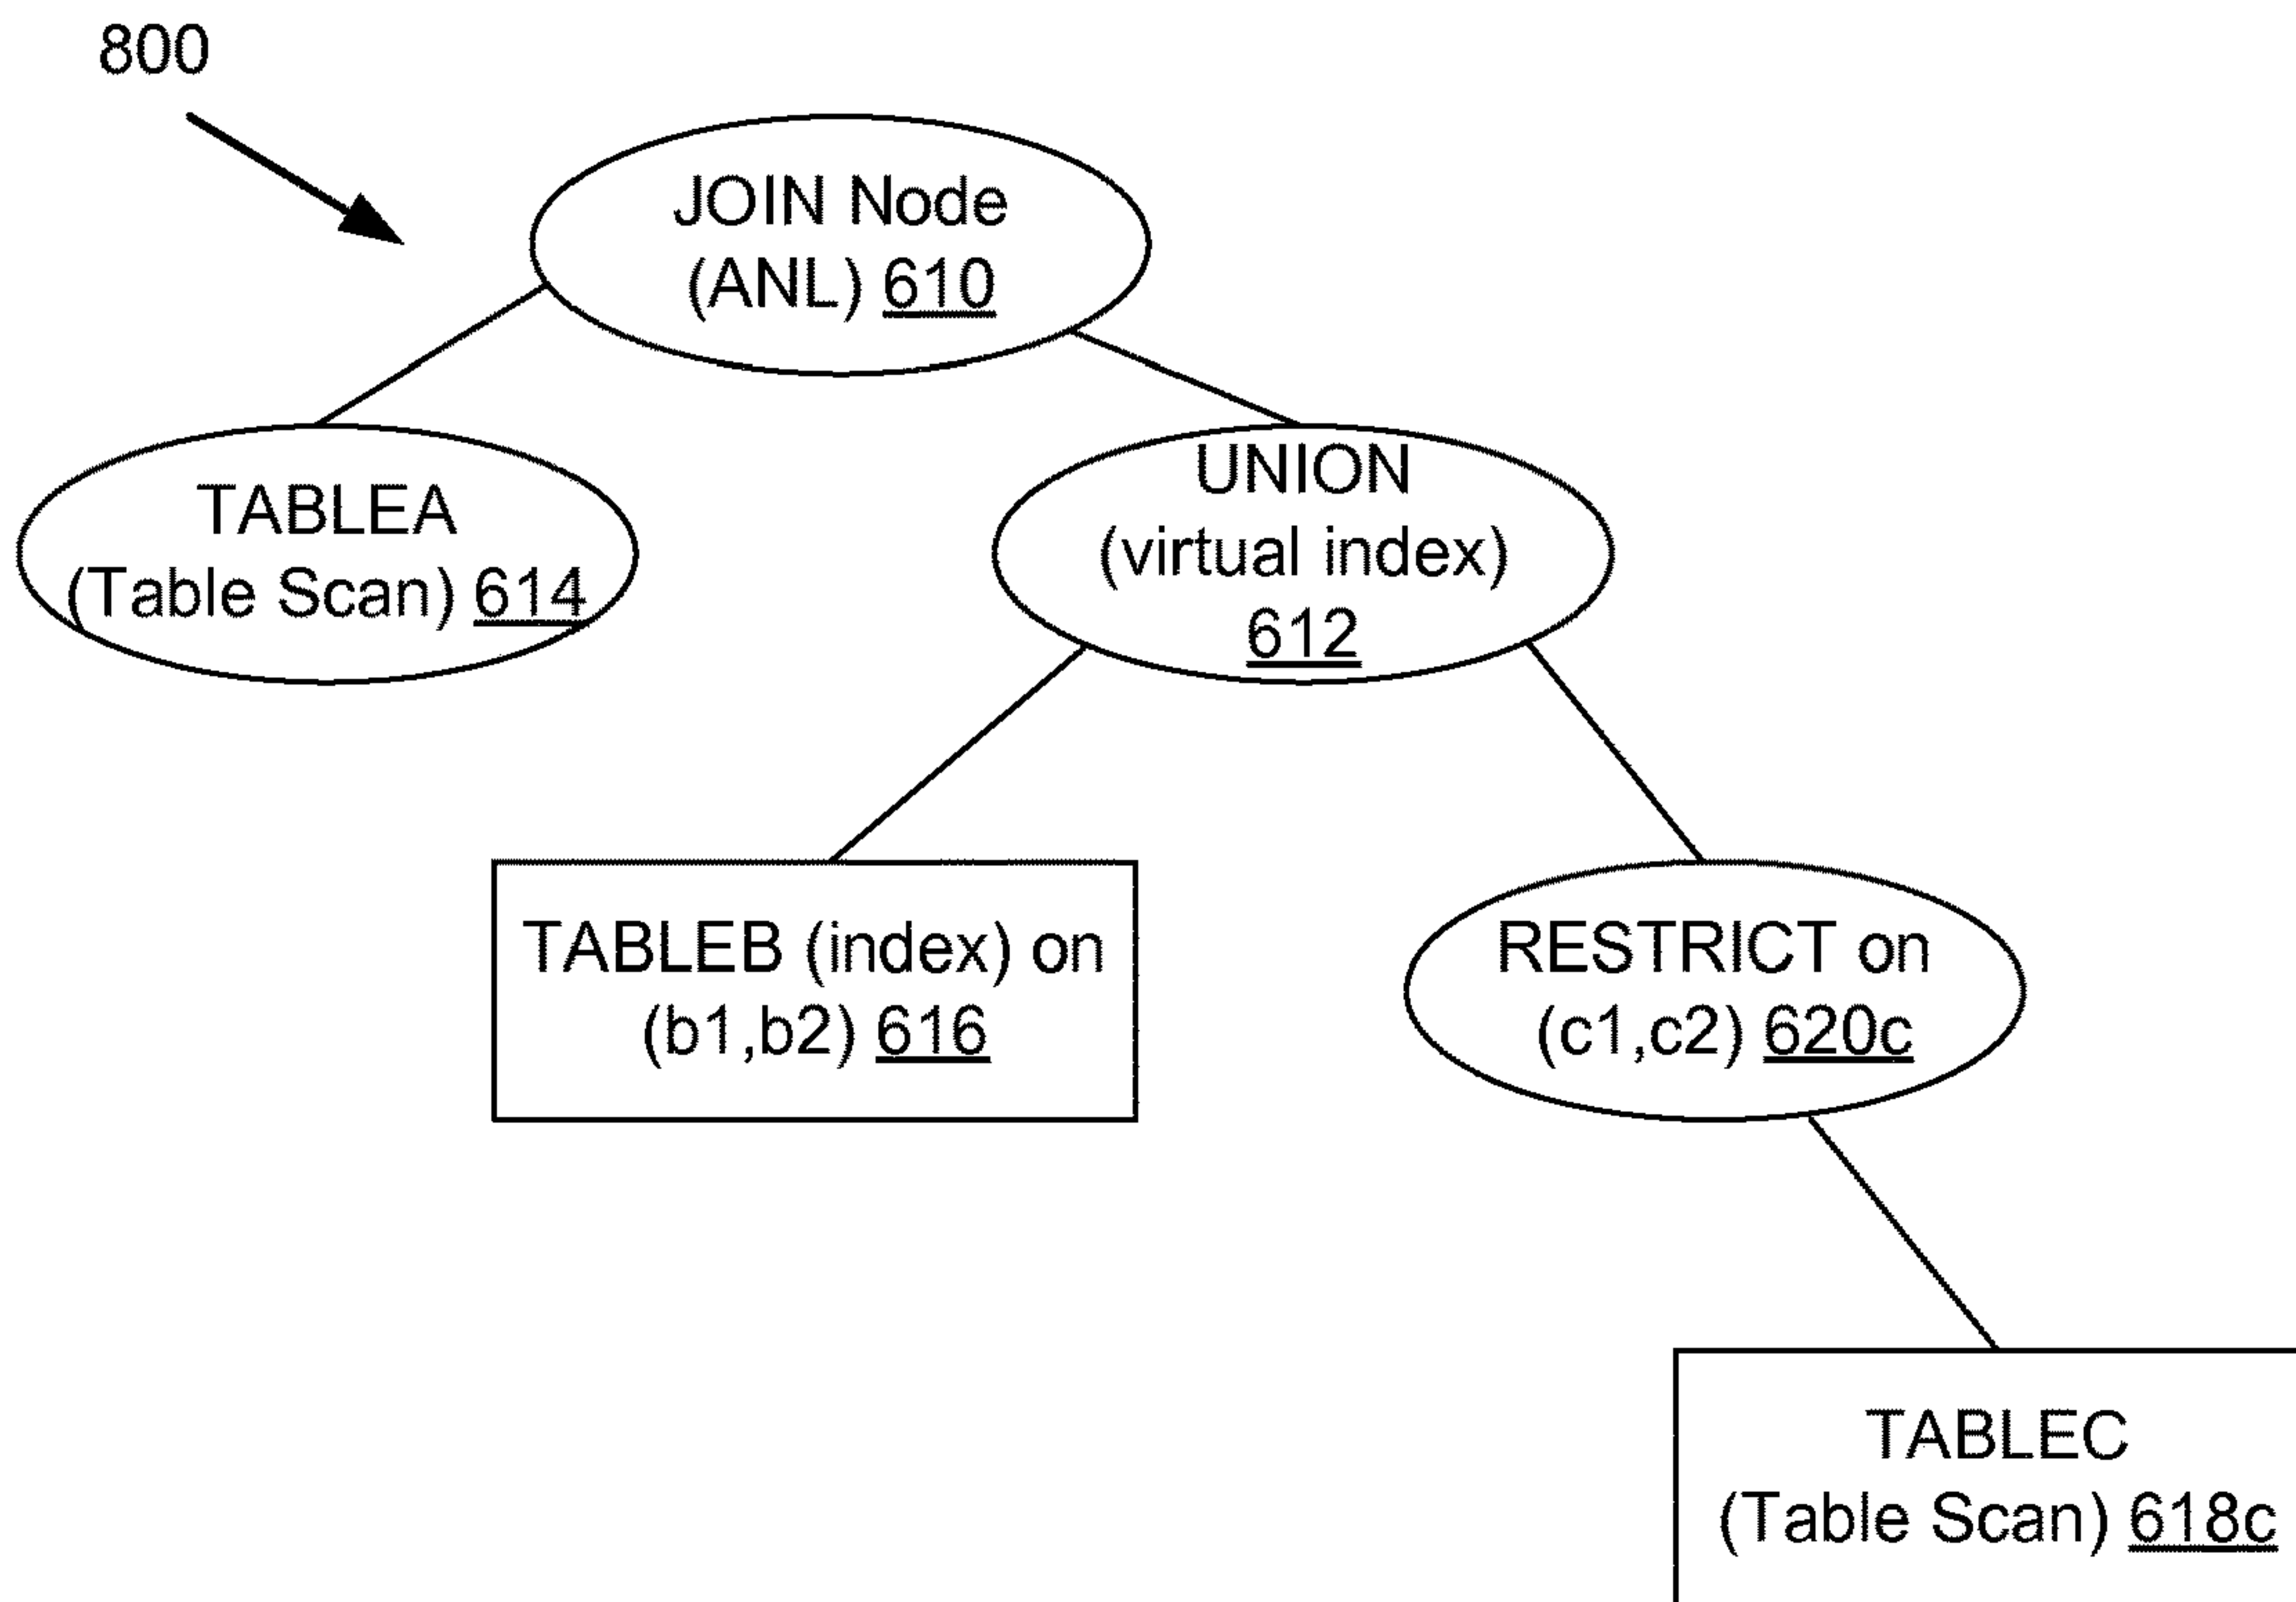 800
JOIN Node
(ANL) 610
TABLEA
(Table Scan) 614
UNION
(virtual index)
612
TABLEB (index) on
(b1,b2) 616
RESTRICT on
(c1,c2) 620c
TABLEC
(Table Scan) 618c